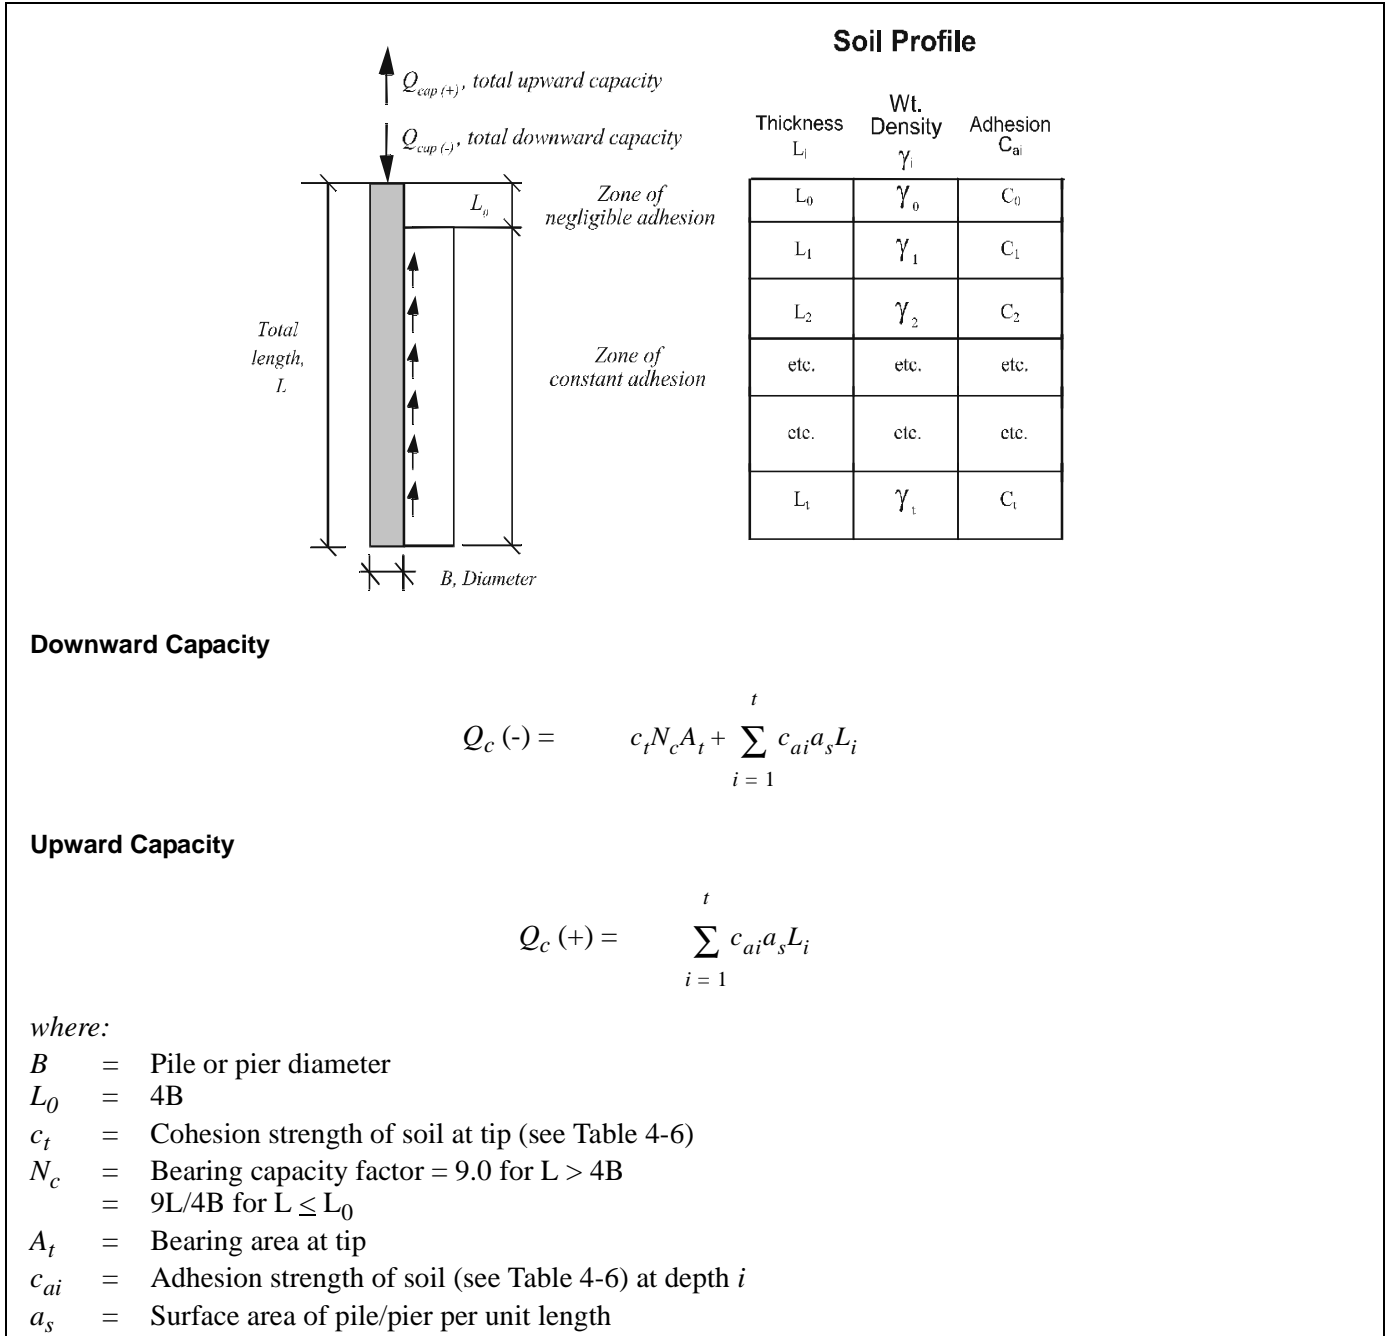 Soil Profile
Q_cap (+), total upward capacity
Q_cap (-), total downward capacity
Thickness L_i
Wt. Density γ_i
Adhesion C_ai
L_0 γ_0 C_0
L_1 γ_1 C_1
L_2 γ_2 C_2
etc. etc. etc.
etc. etc. etc.
L_t γ_t C_t
L_0
Zone of
negligible adhesion
Total
length,
L
Zone of
constant adhesion
B, Diameter
Downward Capacity
Q_c (-) = c_t N_c A_t + ∑_{i = 1}^{t} c_ai a_s L_i
Upward Capacity
Q_c (+) = ∑_{i = 1}^{t} c_ai a_s L_i
where:
B = Pile or pier diameter
L_0 = 4B
c_t = Cohesion strength of soil at tip (see Table 4-6)
N_c = Bearing capacity factor = 9.0 for L > 4B
= 9L/4B for L ≤ L_0
A_t = Bearing area at tip
c_ai = Adhesion strength of soil (see Table 4-6) at depth i
a_s = Surface area of pile/pier per unit length